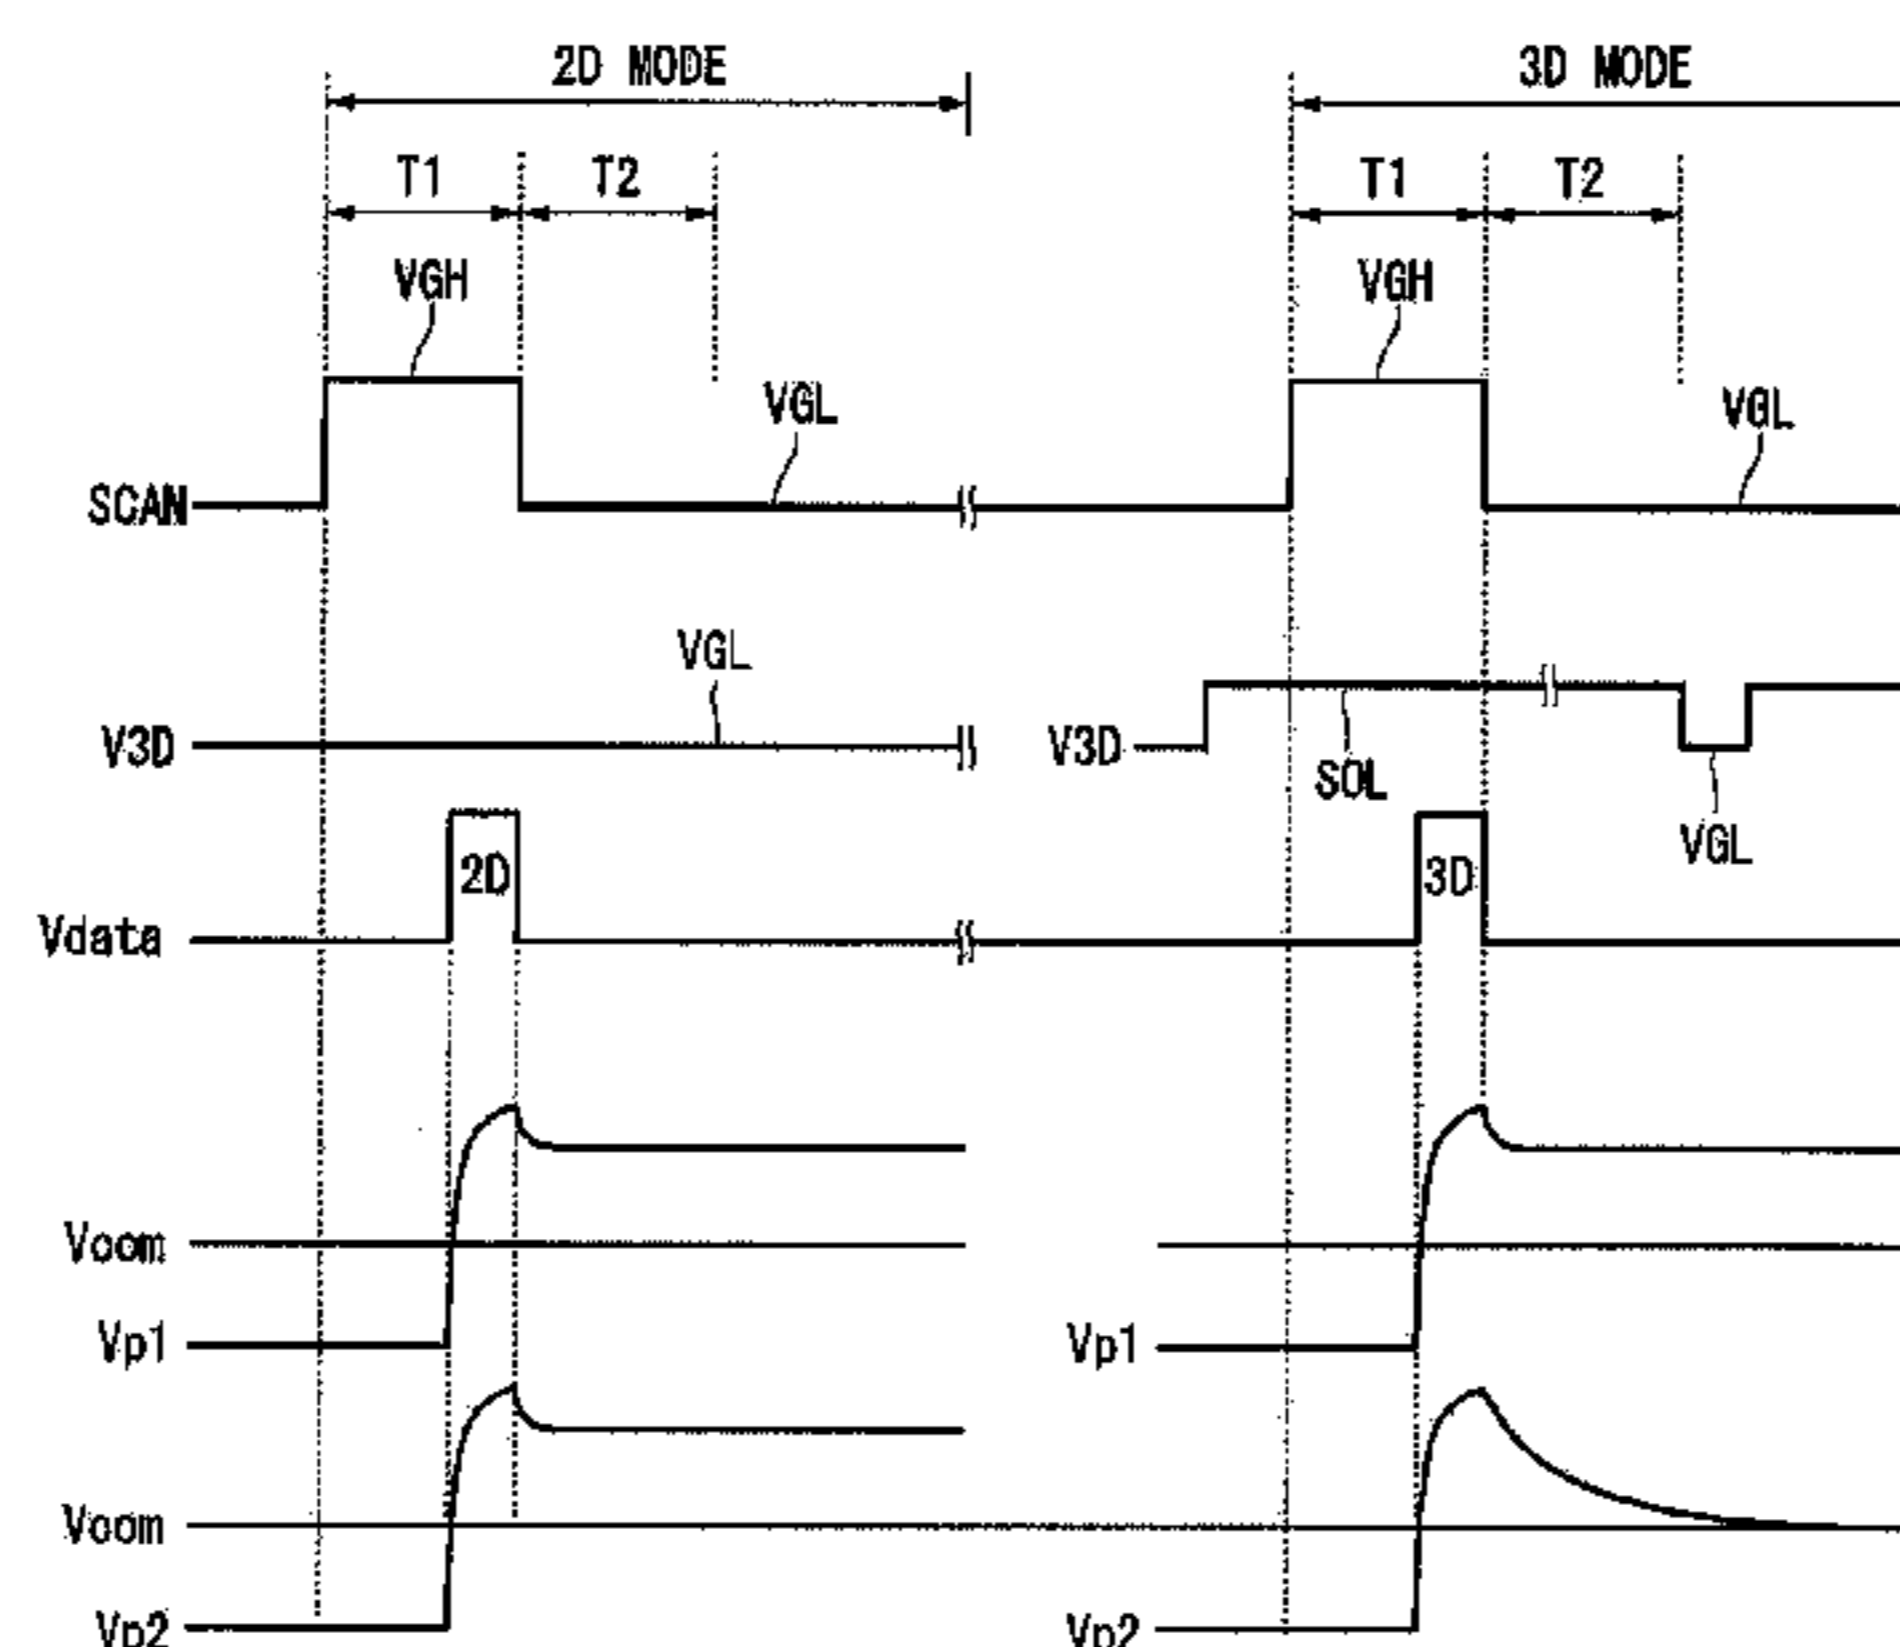 2D MODE 3D MODE
T1 T2 T1 T2
VGH VGH
VGL VGL
SCAN
VGL
V3D V3D
SOL
VGL
2D 3D
Vdata
Vcom
Vp1 Vp1
Vcom
Vp2 Vp2